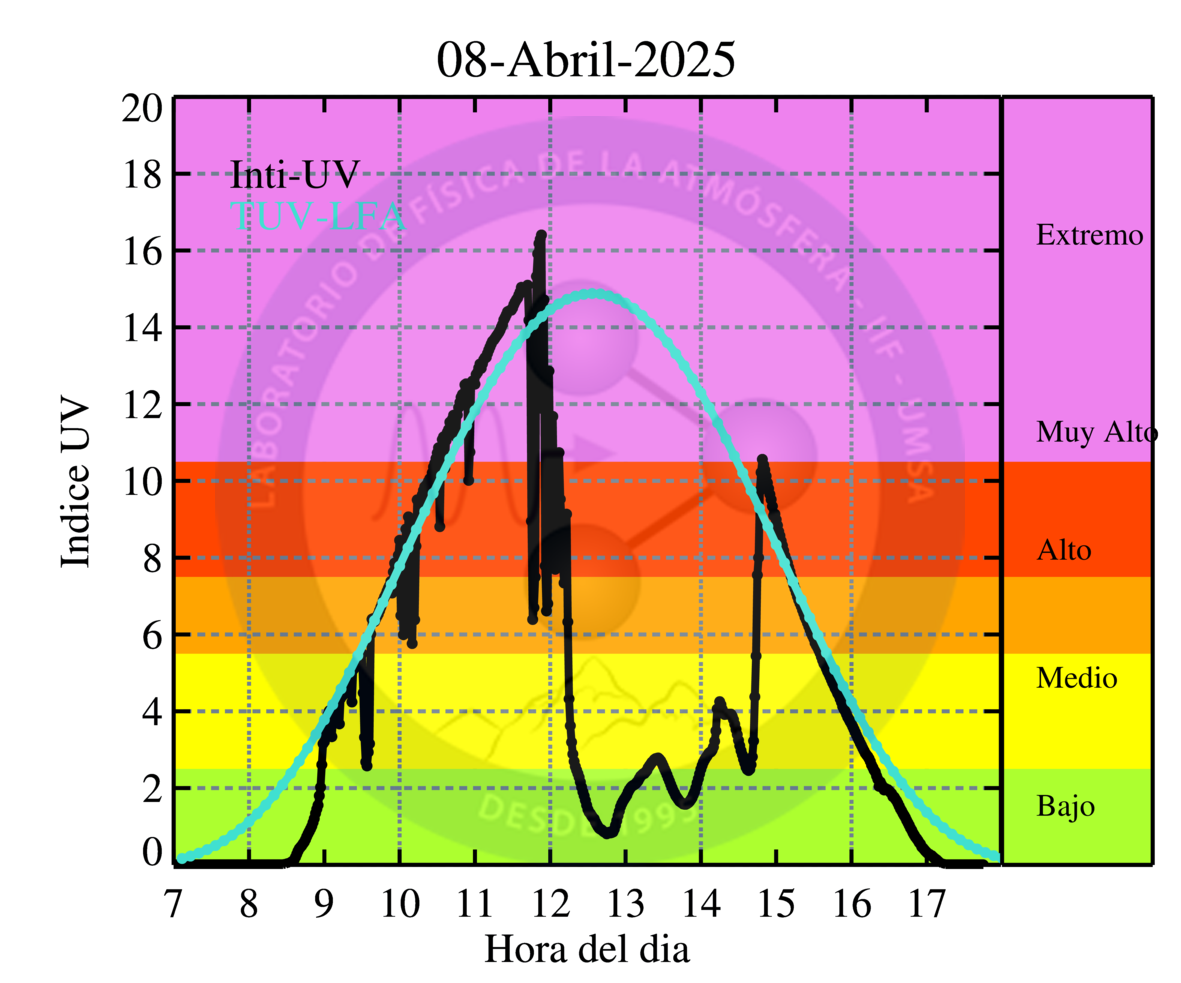 08-Abril-2025
20
18
16
14
12
10
8
6
4
2
0
Indice UV
Inti-UV
TUV-LFA
LABORATORIO DE FÍSICA DE LA ATMÓSFERA - IIF - UMSA
DESDE 1995
Extremo
Muy Alto
Alto
Medio
Bajo
7 8 9 10 11 12 13 14 15 16 17
Hora del dia